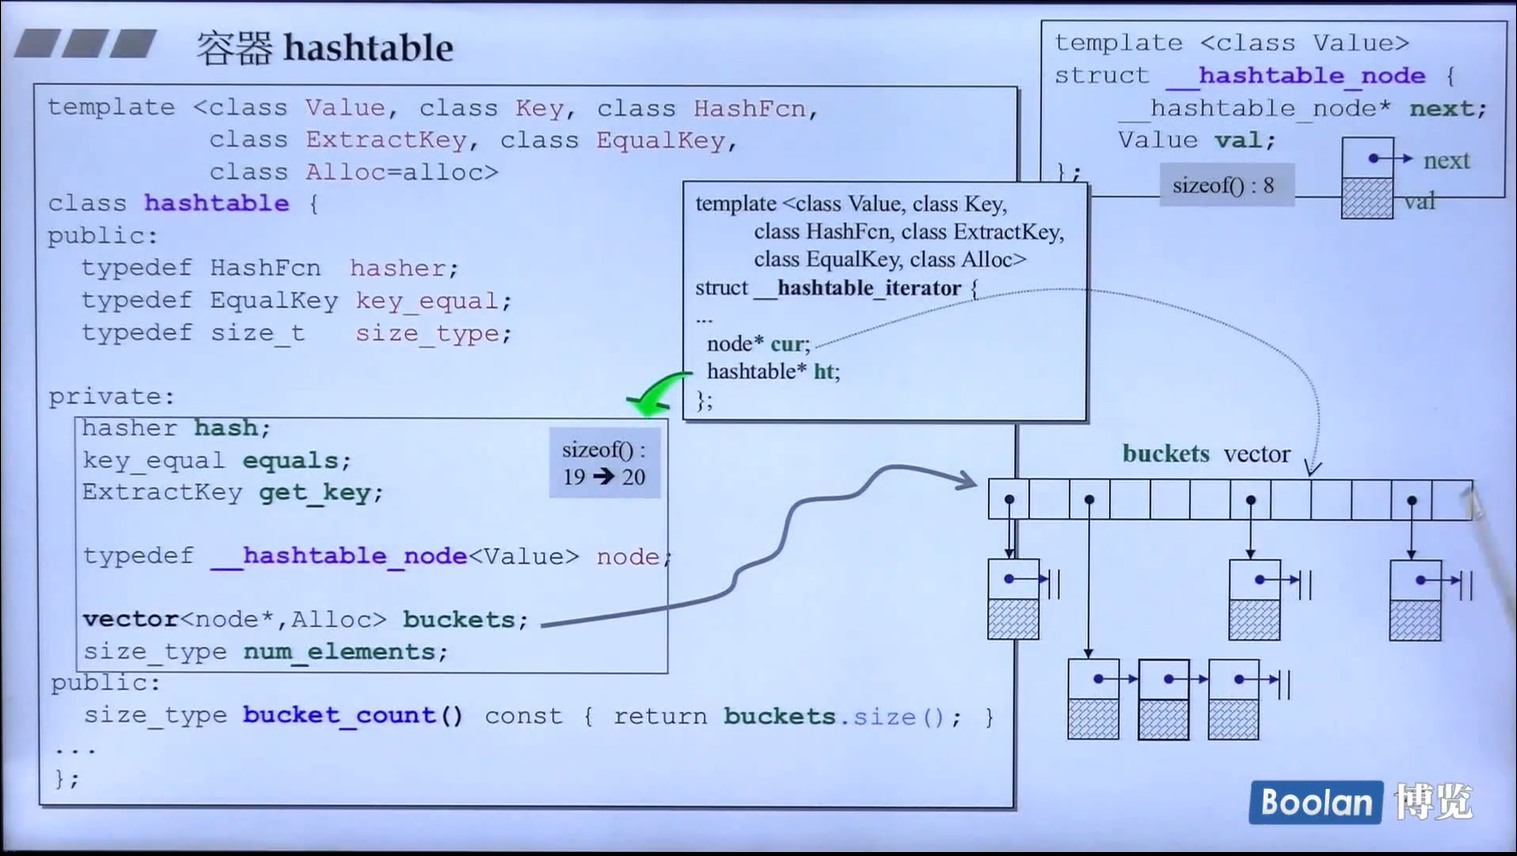 容器 hashtable
template <class Value, class Key, class HashFcn,
class ExtractKey, class EqualKey,
class Alloc=alloc>
class hashtable {
public:
typedef HashFcn hasher;
typedef EqualKey key_equal;
typedef size_t size_type;
private:
hasher hash;
key_equal equals;
ExtractKey get_key;
sizeof() :
19 ➔ 20
typedef __hashtable_node<Value> node;
vector<node*,Alloc> buckets;
size_type num_elements;
public:
size_type bucket_count() const { return buckets.size(); }
...
};
template <class Value, class Key,
class HashFcn, class ExtractKey,
class EqualKey, class Alloc>
struct __hashtable_iterator {
...
node* cur;
hashtable* ht;
};
template <class Value>
struct __hashtable_node {
__hashtable_node* next;
Value val;
};
sizeof() : 8
next
val
buckets vector
Boolan 博览